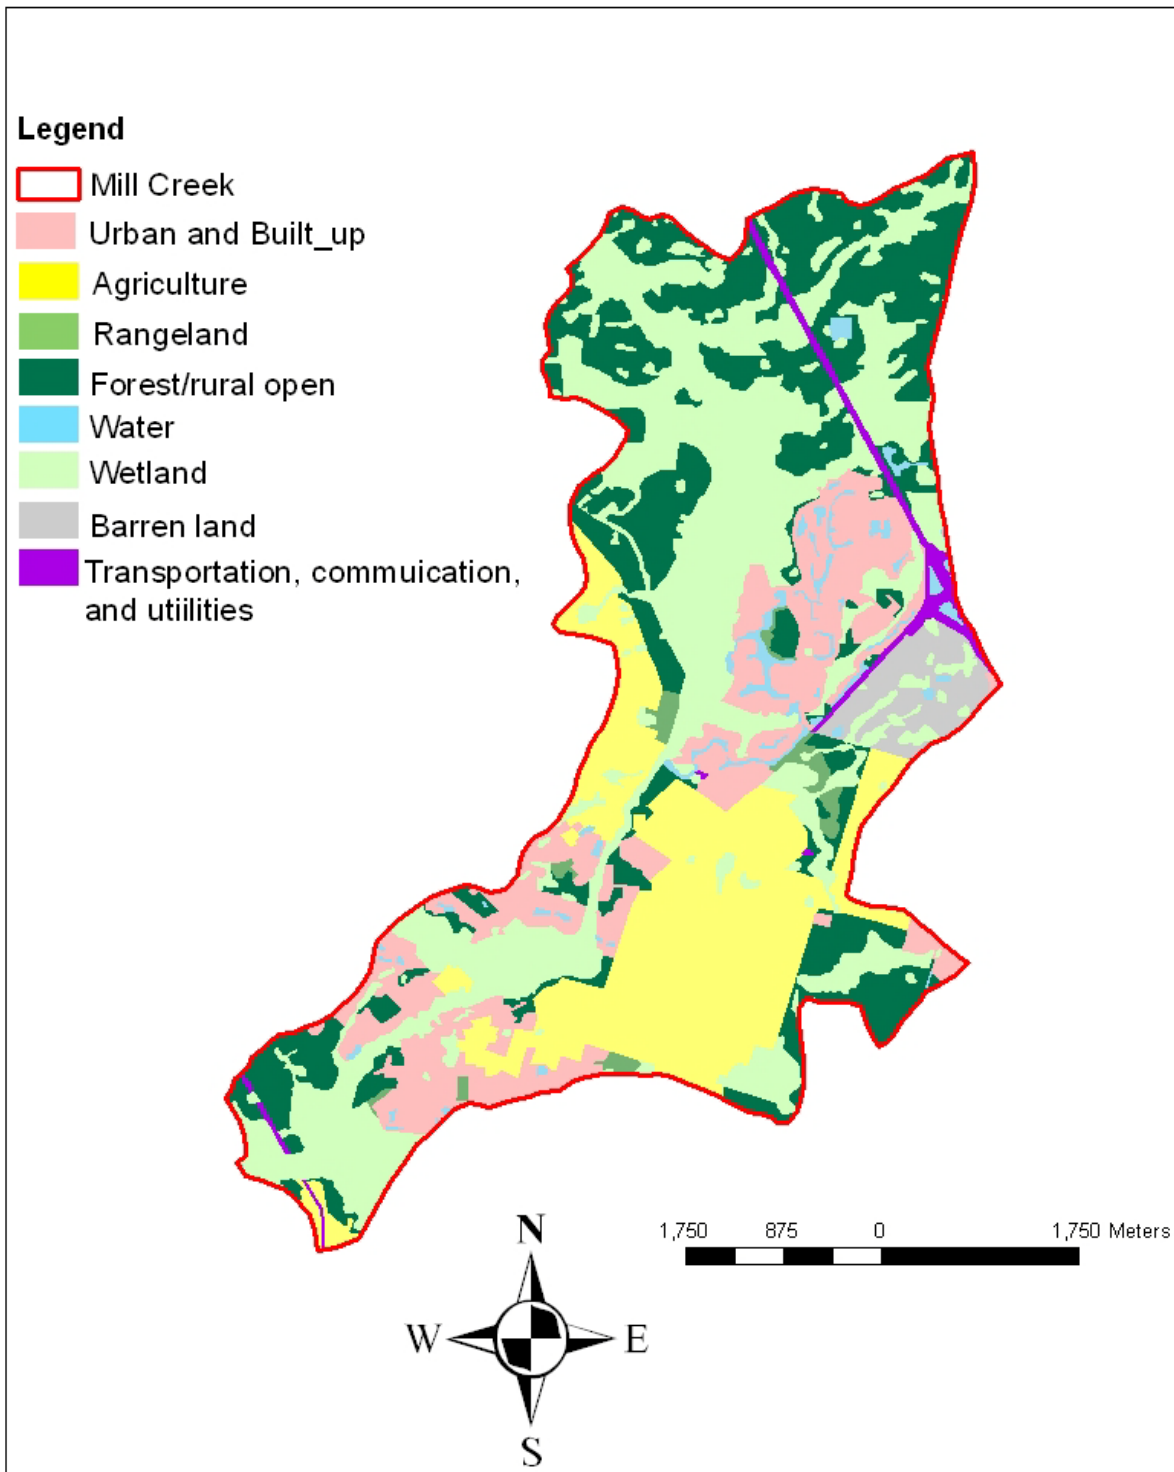 Legend
Mill Creek
Urban and Built_up
Agriculture
Rangeland
Forest/rural open
Water
Wetland
Barren land
Transportation, commuication,
and utiilities
N
1,750 875 0 1,750 Meters
W E
S